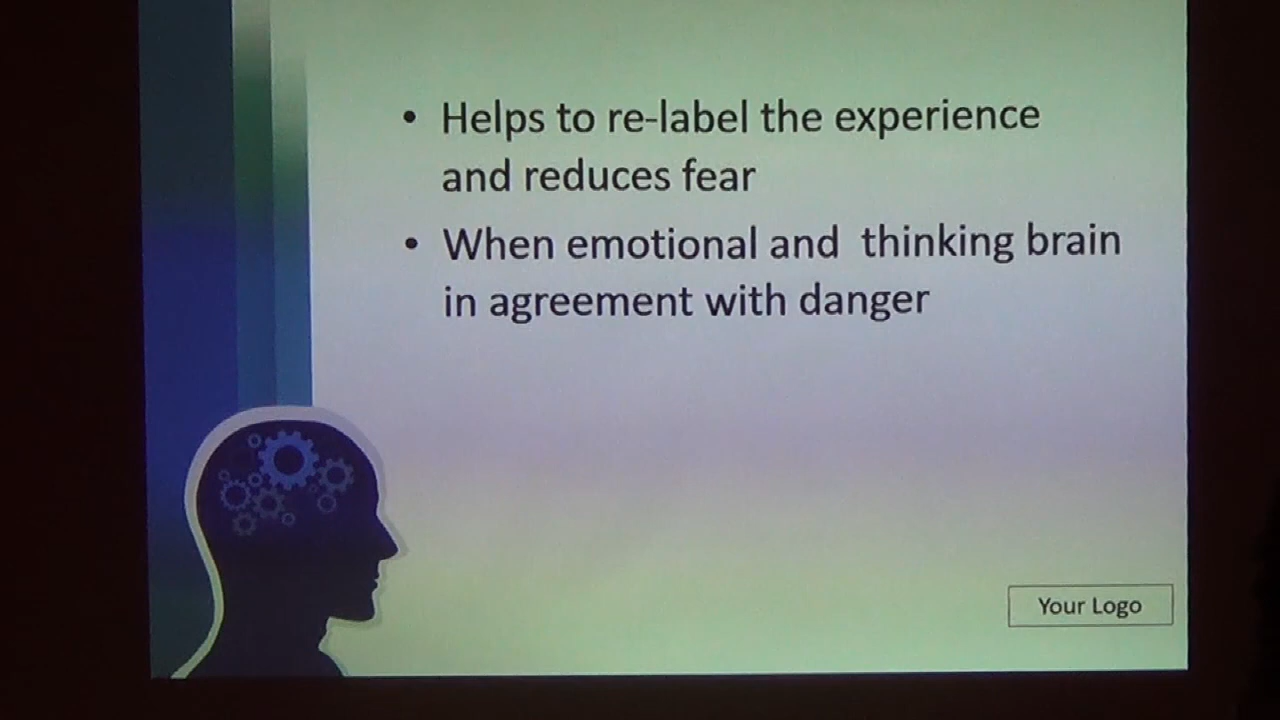 • Helps to re-label the experience
and reduces fear
• When emotional and  thinking brain
in agreement with danger
Your Logo